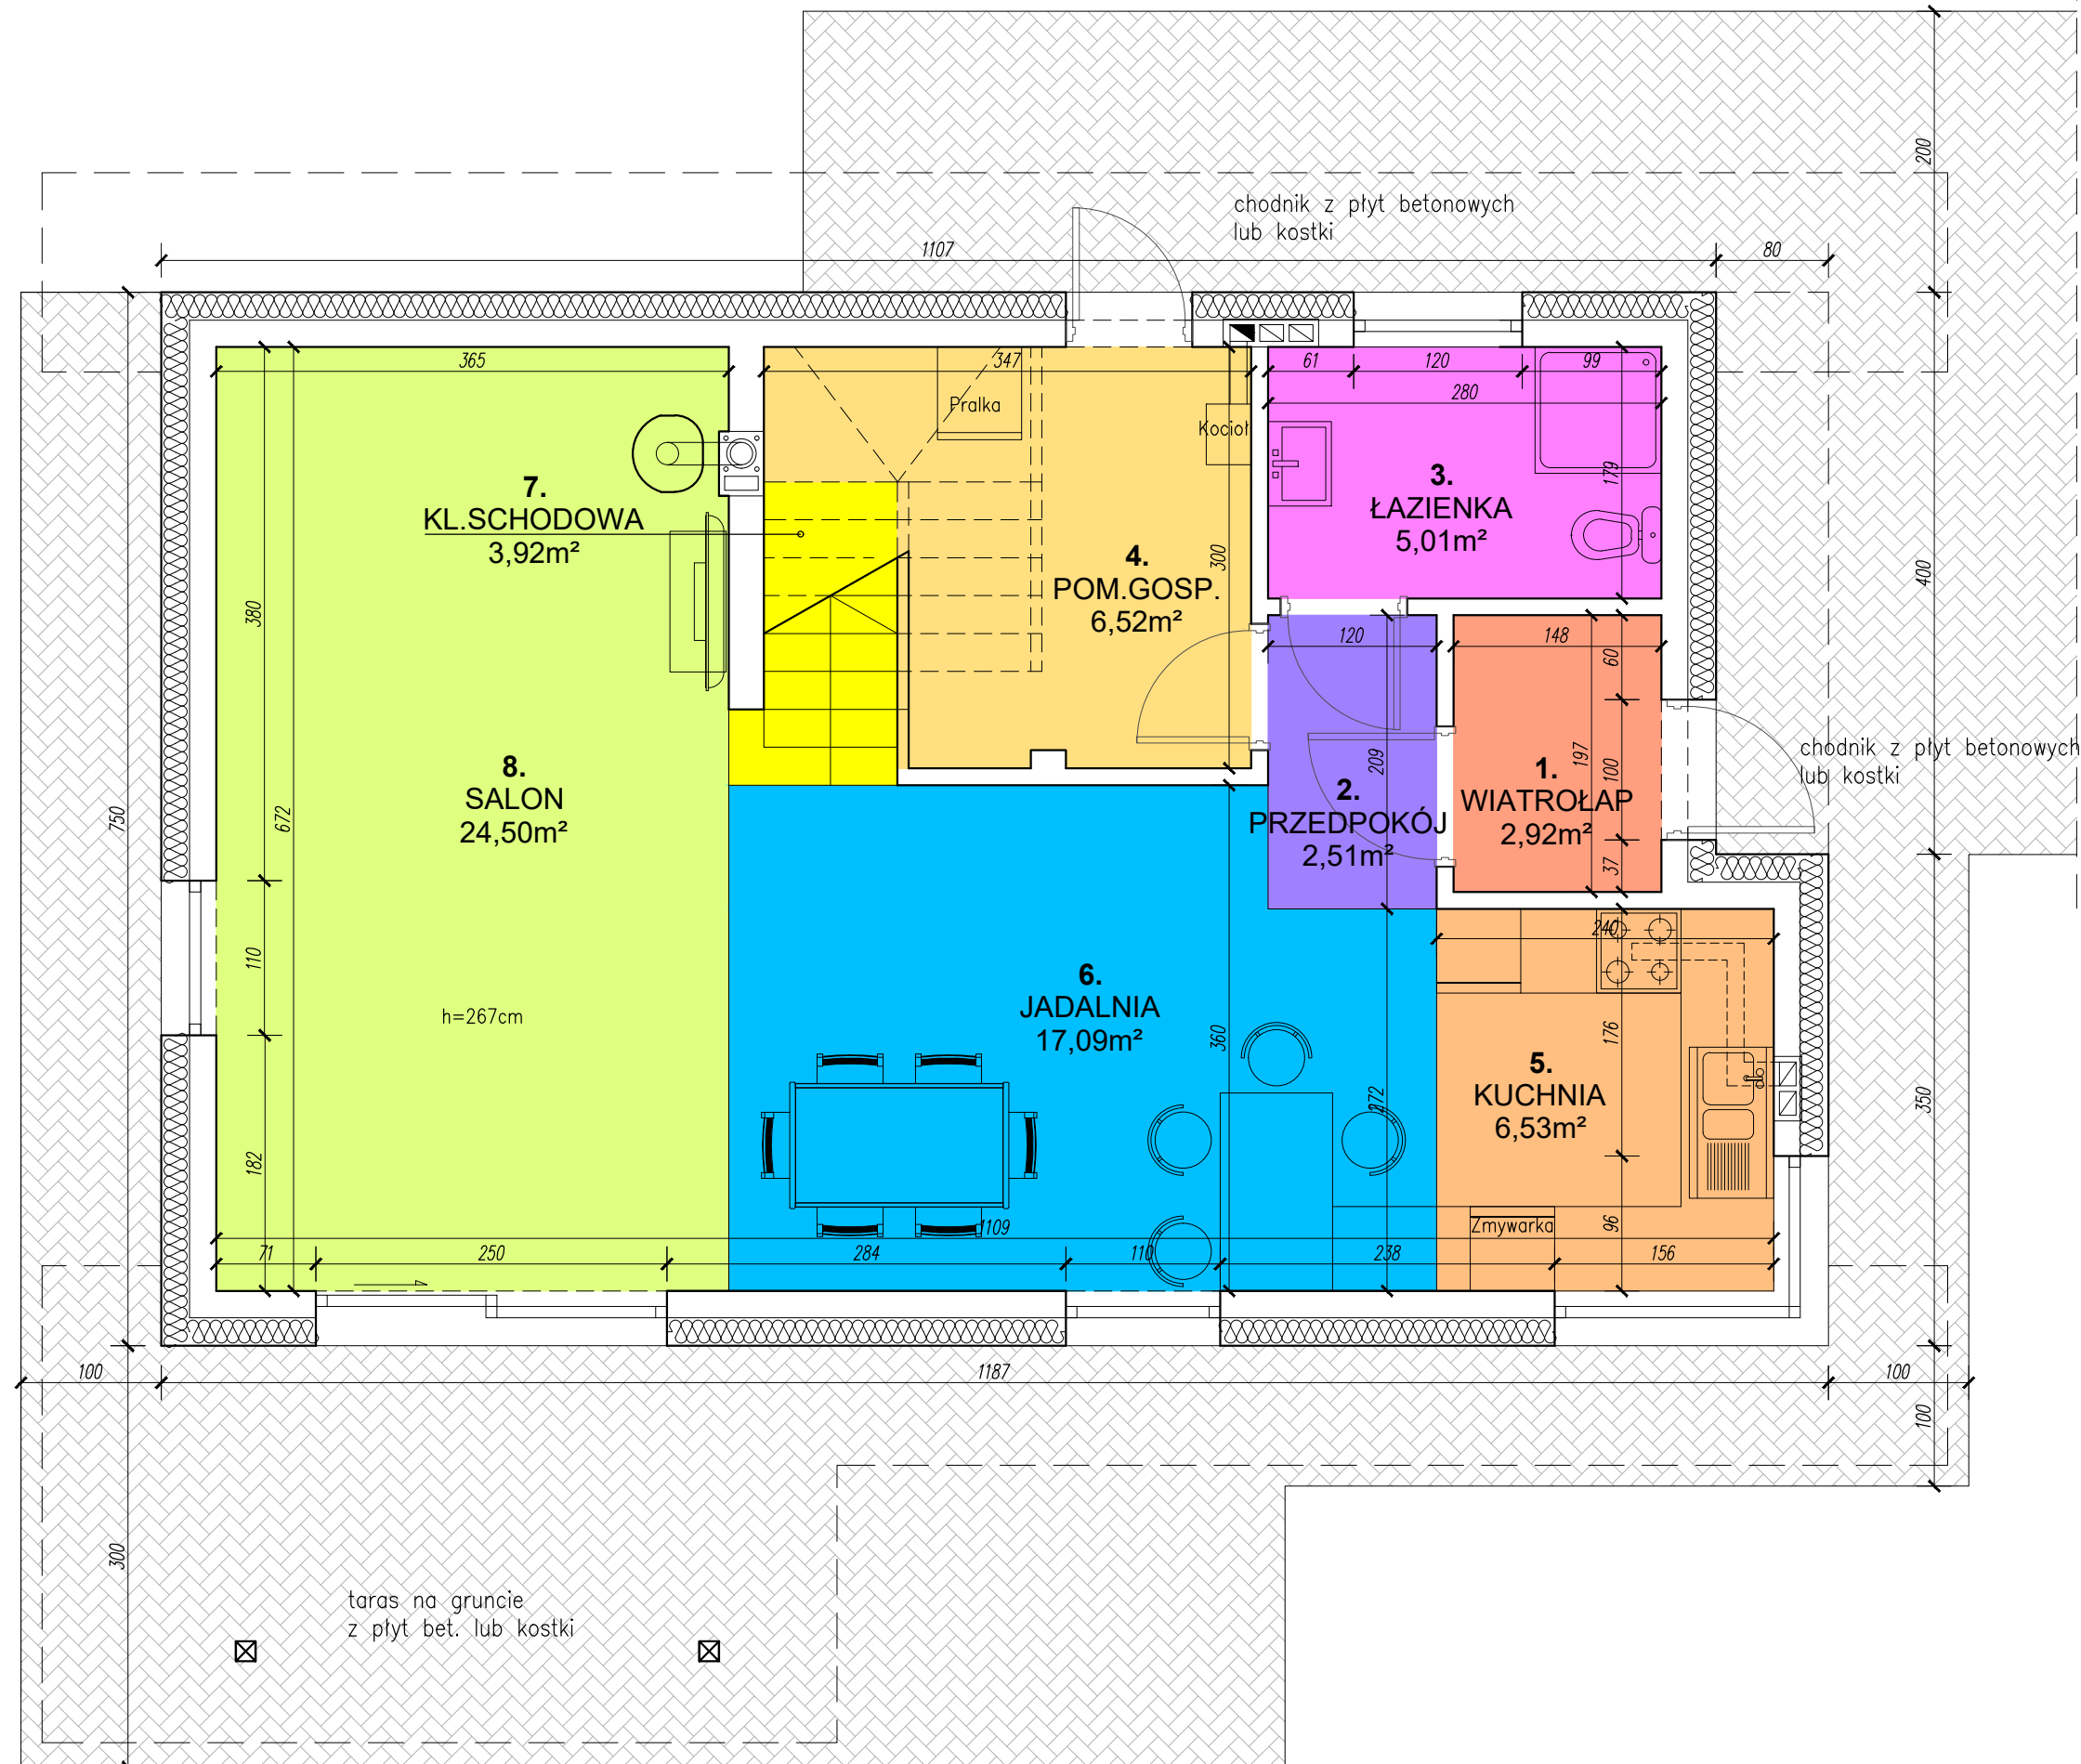 200
chodnik z płyt betonowych
lub kostki
1107
80
365
347
61
120
99
280
Pralka
Kocioł
7.
KL.SCHODOWA
3,92m²
3.
ŁAZIENKA
5,01m²
179
4.
POM.GOSP.
6,52m²
300
380
400
120
148
60
750
672
8.
SALON
24,50m²
209
197
100
1.
WIATROŁAP
2,92m²
2.
PRZEDPOKÓJ
2,51m²
37
chodnik z płyt betonowych
lub kostki
240
110
h=267cm
6.
JADALNIA
17,09m²
360
176
5.
KUCHNIA
6,53m²
272
350
182
Zmywarka
96
1109
71
250
284
110
238
156
100
1187
100
100
300
taras na gruncie
z płyt bet. lub kostki